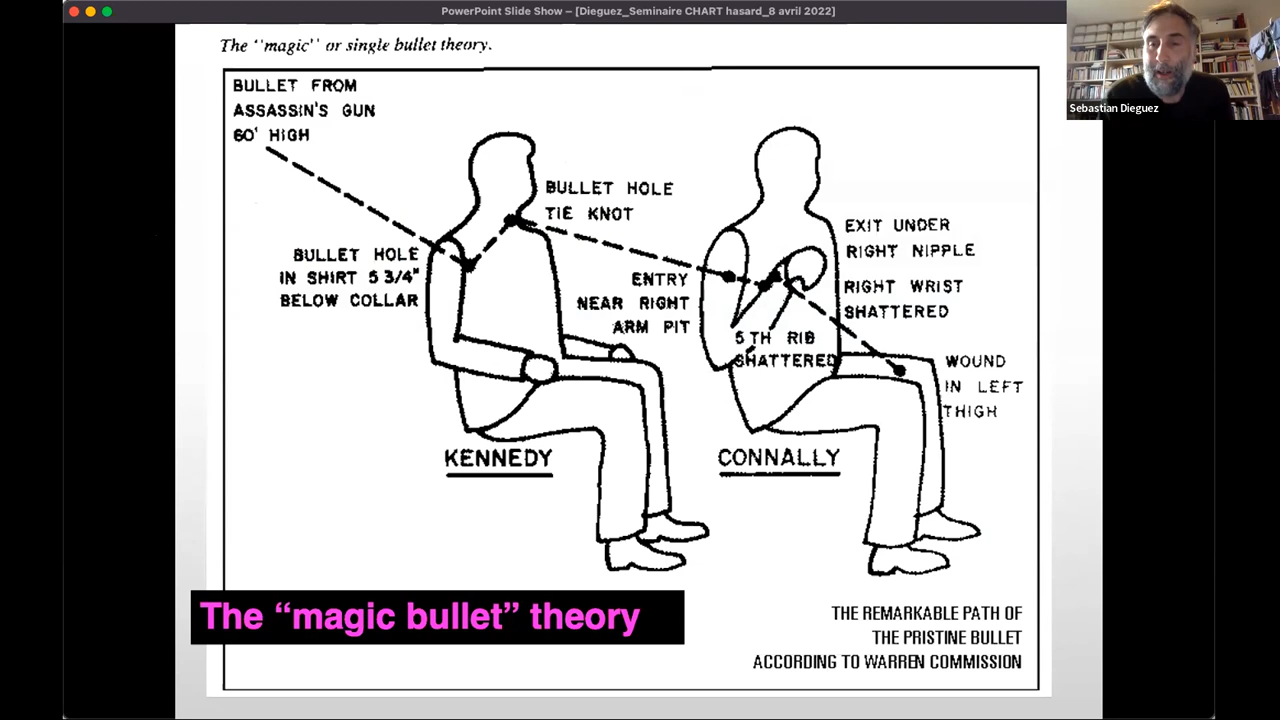 PowerPoint Slide Show – [Dieguez_Seminaire CHART hasard_8 avril 2022]
Sebastian Dieguez
The "magic" or single bullet theory.
BULLET FROM
ASSASSIN'S GUN
60' HIGH
BULLET HOLE
TIE KNOT
BULLET HOLE
IN SHIRT 5 3/4"
BELOW COLLAR
ENTRY
NEAR RIGHT
ARM PIT
EXIT UNDER
RIGHT NIPPLE
RIGHT WRIST
SHATTERED
5TH RIB
SHATTERED
WOUND
IN LEFT
THIGH
KENNEDY
CONNALLY
The “magic bullet” theory
THE REMARKABLE PATH OF
THE PRISTINE BULLET
ACCORDING TO WARREN COMMISSION